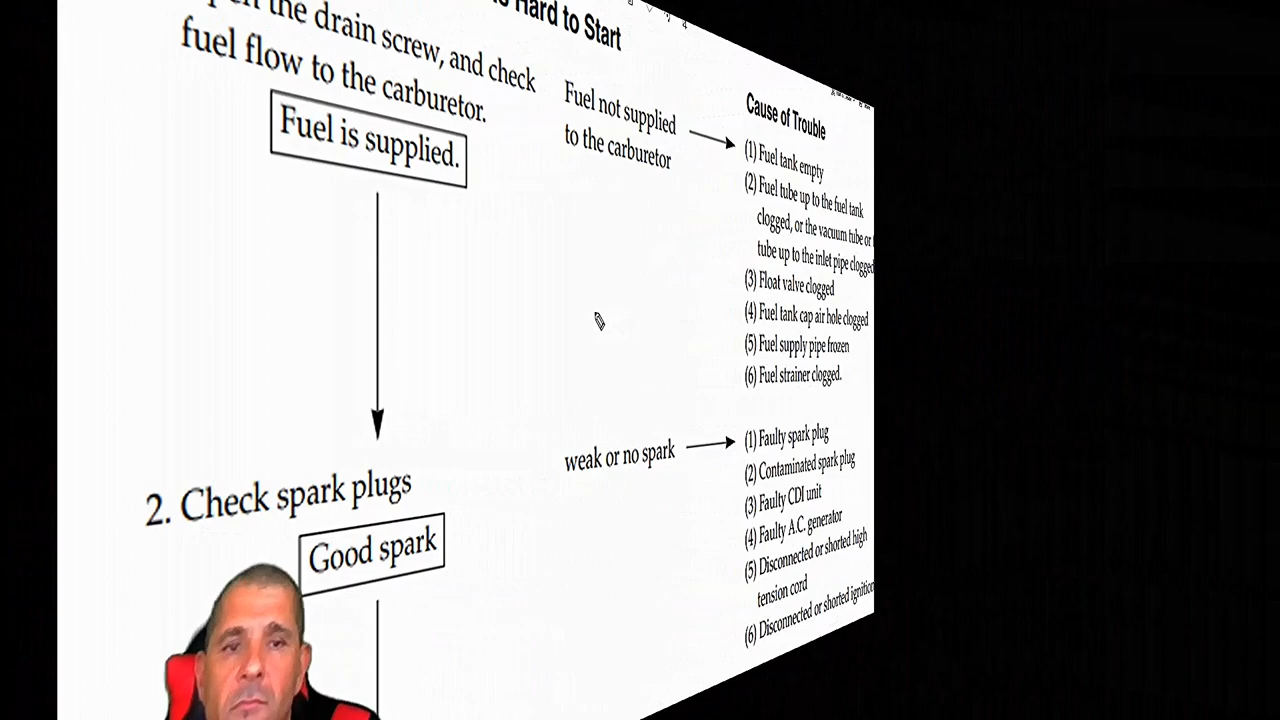 Hard to Start
the drain screw, and check
fuel flow to the carburetor.
Fuel is supplied.
Fuel not supplied
to the carburetor
Cause of Trouble
(1) Fuel tank empty
(2) Fuel tube up to the fuel tank
clogged, or the vacuum tube or
tube up to the inlet pipe clogged
(3) Float valve clogged
(4) Fuel tank cap air hole clogged
(5) Fuel supply pipe frozen
(6) Fuel strainer clogged.
2. Check spark plugs
Good spark
weak or no spark
(1) Faulty spark plug
(2) Contaminated spark plug
(3) Faulty CDI unit
(4) Faulty A.C. generator
(5) Disconnected or shorted high
tension cord
(6) Disconnected or shorted